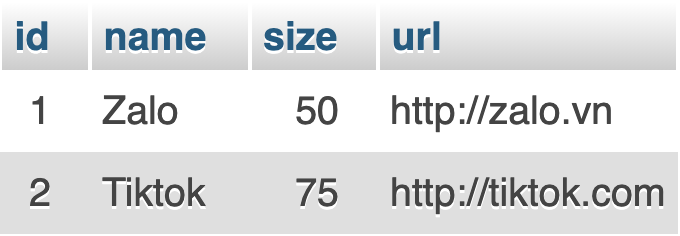 id name size url
1 Zalo 50 http://zalo.vn
2 Tiktok 75 http://tiktok.com